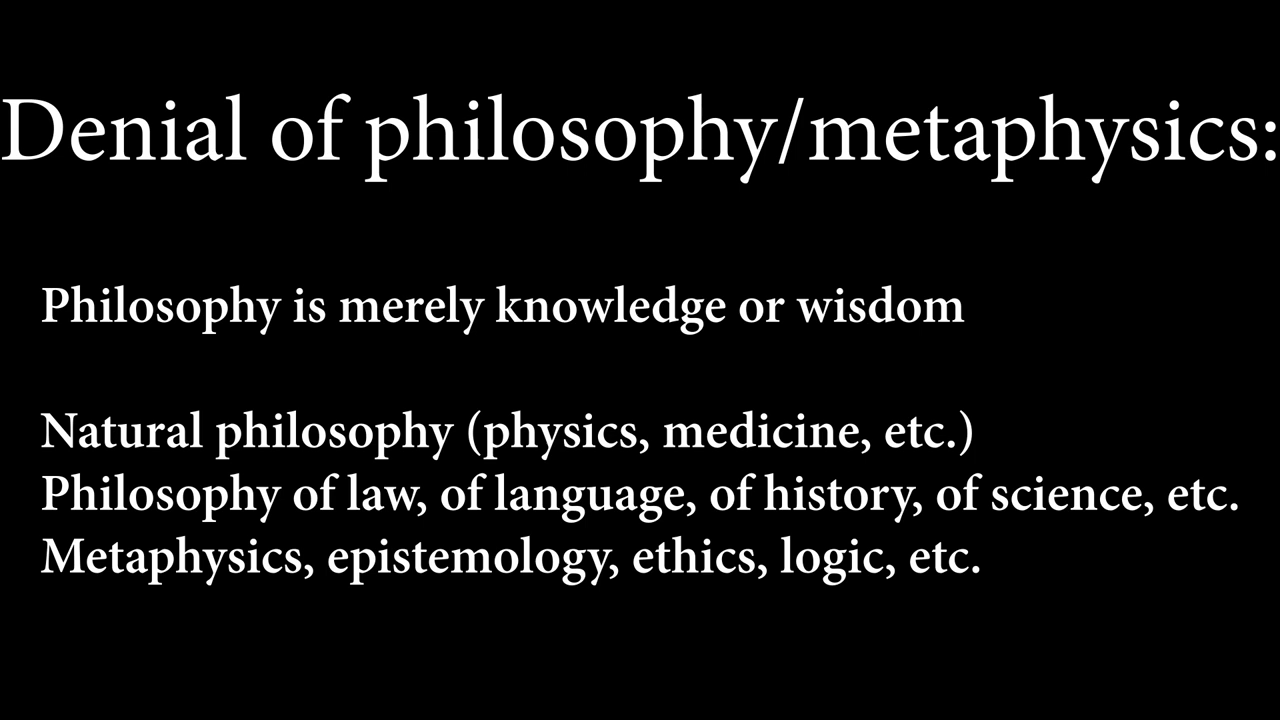 Denial of philosophy/metaphysics:
Philosophy is merely knowledge or wisdom
Natural philosophy (physics, medicine, etc.)
Philosophy of law, of language, of history, of science, etc.
Metaphysics, epistemology, ethics, logic, etc.